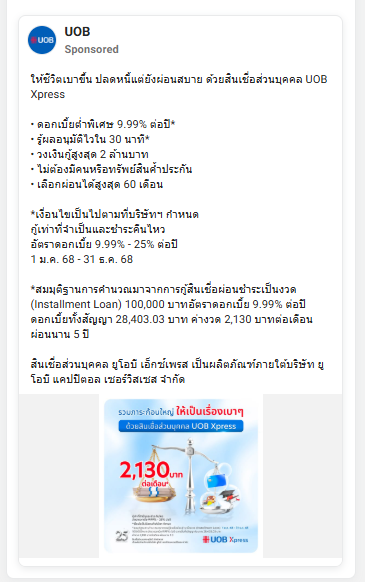 UOB
UOB
Sponsored
ให้ชีวิตเบาขึ้น ปลดหนี้แต่ยังผ่อนสบาย ด้วยสินเชื่อส่วนบุคคล UOB
Xpress
• ดอกเบี้ยต่ำพิเศษ 9.99% ต่อปี*
• รู้ผลอนุมัติไวใน 30 นาที*
• วงเงินกู้สูงสุด 2 ล้านบาท
• ไม่ต้องมีคนหรือทรัพย์สินค้ำประกัน
• เลือกผ่อนได้สูงสุด 60 เดือน
*เงื่อนไขเป็นไปตามที่บริษัทฯ กำหนด
กู้เท่าที่จำเป็นและชำระคืนไหว
อัตราดอกเบี้ย 9.99% - 25% ต่อปี
1 ม.ค. 68 - 31 ธ.ค. 68
*สมมุติฐานการคำนวณมาจากการกู้สินเชื่อผ่อนชำระเป็นงวด
(Installment Loan) 100,000 บาทอัตราดอกเบี้ย 9.99% ต่อปี
ดอกเบี้ยทั้งสัญญา 28,403.03 บาท ค่างวด 2,130 บาทต่อเดือน
ผ่อนนาน 5 ปี
สินเชื่อส่วนบุคคล ยูโอบี เอ็กซ์เพรส เป็นผลิตภัณฑ์ภายใต้บริษัท ยู
โอบี แคปปิตอล เซอร์วิสเซส จำกัด
รวมภาระก้อนใหญ่ ให้เป็นเรื่องเบาๆ
ด้วยสินเชื่อส่วนบุคคล UOB Xpress
2,130บาท
ต่อเดือน*
25
UOB Xpress